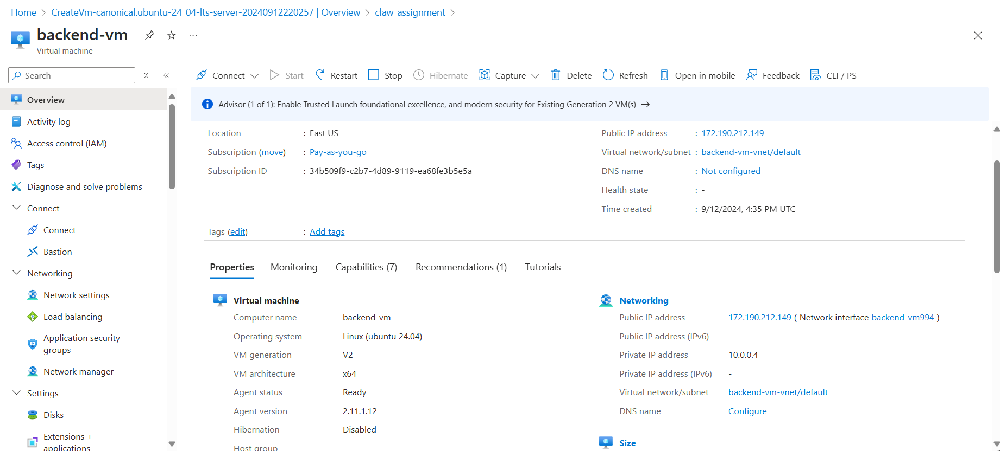 Home > CreateVm-canonical.ubuntu-24_04-lts-server-20240912220257 | Overview > claw_assignment >
backend-vm
Virtual machine
Search
Connect Start Restart Stop Hibernate Capture Delete Refresh Open in mobile Feedback CLI / PS
Overview
Activity log
Access control (IAM)
Tags
Diagnose and solve problems
Connect
Connect
Bastion
Networking
Network settings
Load balancing
Application security
groups
Network manager
Settings
Disks
Extensions +
applications
Advisor (1 of 1): Enable Trusted Launch foundational excellence, and modern security for Existing Generation 2 VM(s) →
Location : East US
Subscription (move) : Pay-as-you-go
Subscription ID : 34b509f9-c2b7-4d89-9119-ea68fe3b5e5a
Public IP address : 172.190.212.149
Virtual network/subnet : backend-vm-vnet/default
DNS name : Not configured
Health state : -
Time created : 9/12/2024, 4:35 PM UTC
Tags (edit) : Add tags
Properties Monitoring Capabilities (7) Recommendations (1) Tutorials
Virtual machine
Computer name backend-vm
Operating system Linux (ubuntu 24.04)
VM generation V2
VM architecture x64
Agent status Ready
Agent version 2.11.1.12
Hibernation Disabled
Host group -
Networking
Public IP address 172.190.212.149 ( Network interface backend-vm994 )
Public IP address (IPv6) -
Private IP address 10.0.0.4
Private IP address (IPv6) -
Virtual network/subnet backend-vm-vnet/default
DNS name Configure
Size